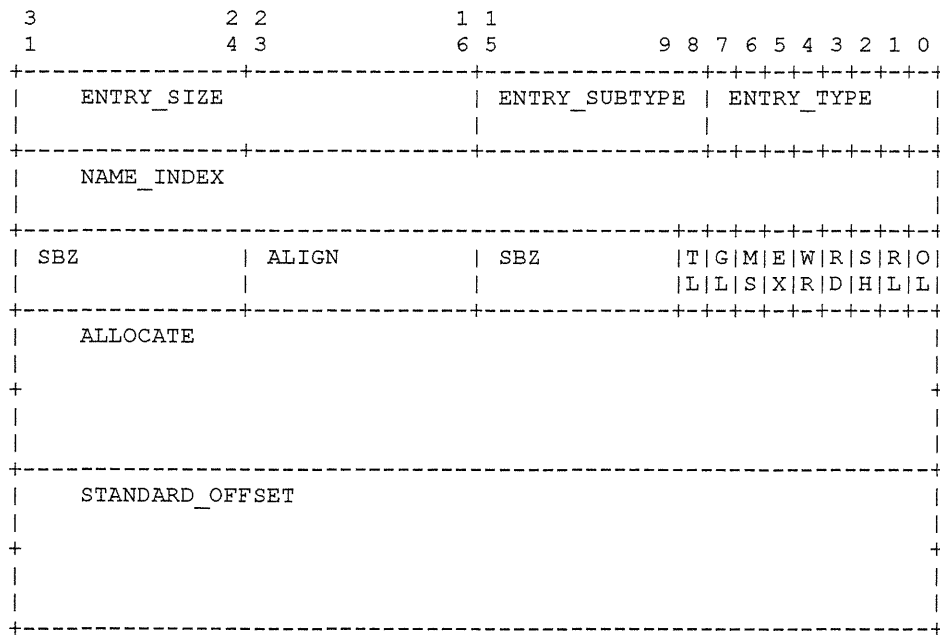 3 2 2 1 1
1 4 3 6 5 9 8 7 6 5 4 3 2 1 0
ENTRY_SIZE | ENTRY_SUBTYPE | ENTRY_TYPE
NAME_INDEX
SBZ | ALIGN | SBZ |T|G|M|E|W|R|S|R|O|
|L|L|S|X|R|D|H|L|L|
ALLOCATE
STANDARD_OFFSET